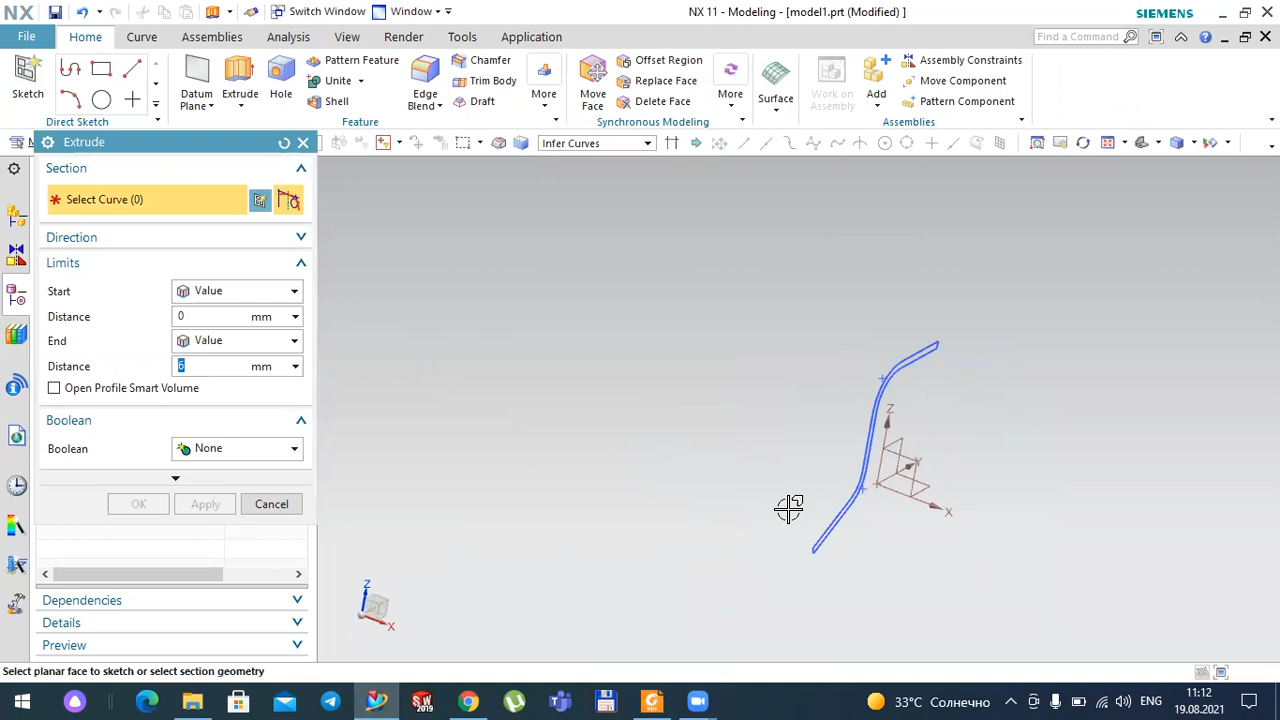 NX
Switch Window
Window
NX 11 - Modeling - [model1.prt (Modified) ]
SIEMENS
File
Home
Curve
Assemblies
Analysis
View
Render
Tools
Application
Find a Command
Sketch
Direct Sketch
Datum
Plane
Extrude
Hole
Pattern Feature
Unite
Shell
Edge
Blend
Chamfer
Trim Body
Draft
More
Feature
Move
Face
Offset Region
Replace Face
Delete Face
More
Synchronous Modeling
Surface
Work on
Assembly
Add
Assembly Constraints
Move Component
Pattern Component
Assemblies
Infer Curves
Extrude
Section
* Select Curve (0)
Direction
Limits
Start
Value
Distance
0
mm
End
Value
Distance
6
mm
Open Profile Smart Volume
Boolean
Boolean
None
OK
Apply
Cancel
Dependencies
Details
Preview
Z
Y
X
Z
X
Select planar face to sketch or select section geometry
33°C Солнечно
ENG
11:12
19.08.2021